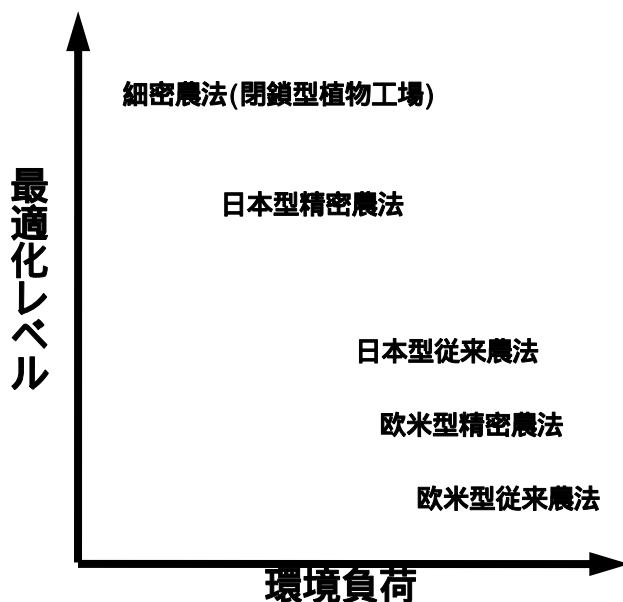 細密農法(閉鎖型植物工場)
日本型精密農法
最適化レベル
日本型従来農法
欧米型精密農法
欧米型従来農法
環境負荷